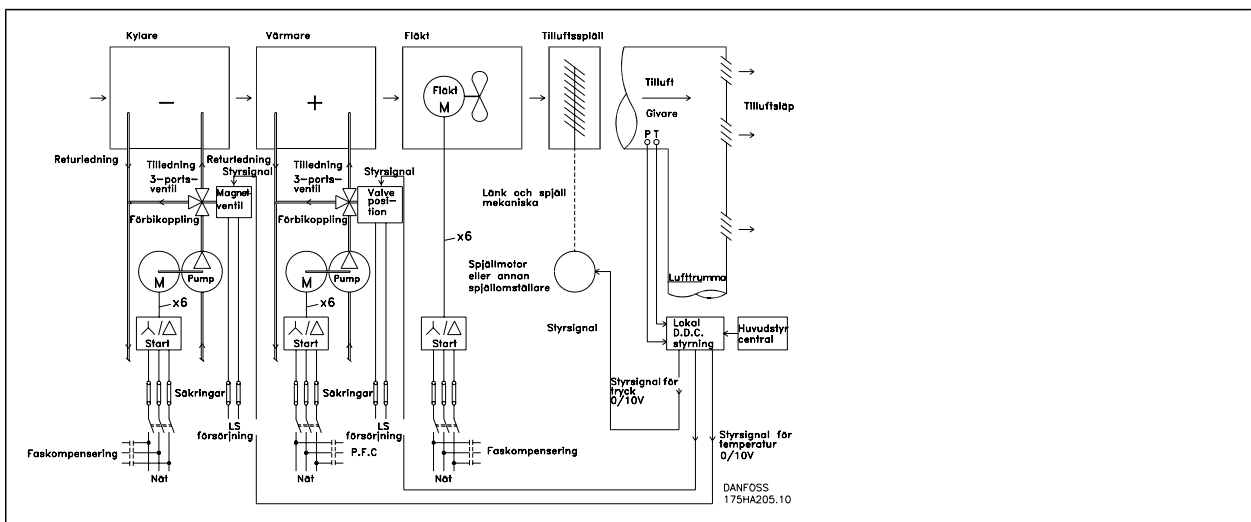 Kylare
Värmare
Fläkt
Tilluftsspjäll
−
+
Fläkt
M
Tilluft
Givare
P T
Tilluftsläp
Returledning
Tilledning
3-ports-
ventil
Returledning
Styrsignal
Magnet-
ventil
Förbikoppling
Tilledning
3-ports-
ventil
Styrsignal
Valve
posi-
tion
Förbikoppling
Länk och spjäll
mekaniska
x6
M
Pump
x6
M
Pump
x6
Spjällmotor
eller annan
spjällomställare
Lufttrumma
Start
Start
Start
Styrsignal
Lokal
D.D.C.
styrning
Huvudstyr
central
Säkringar
Säkringar
Styrsignal för
tryck
0/10V
LS
försörjning
LS
försörjning
Styrsignal för
temperatur
0/10V
Faskompensering
P.F.C
Faskompensering
Nät
Nät
Nät
DANFOSS
175HA205.10